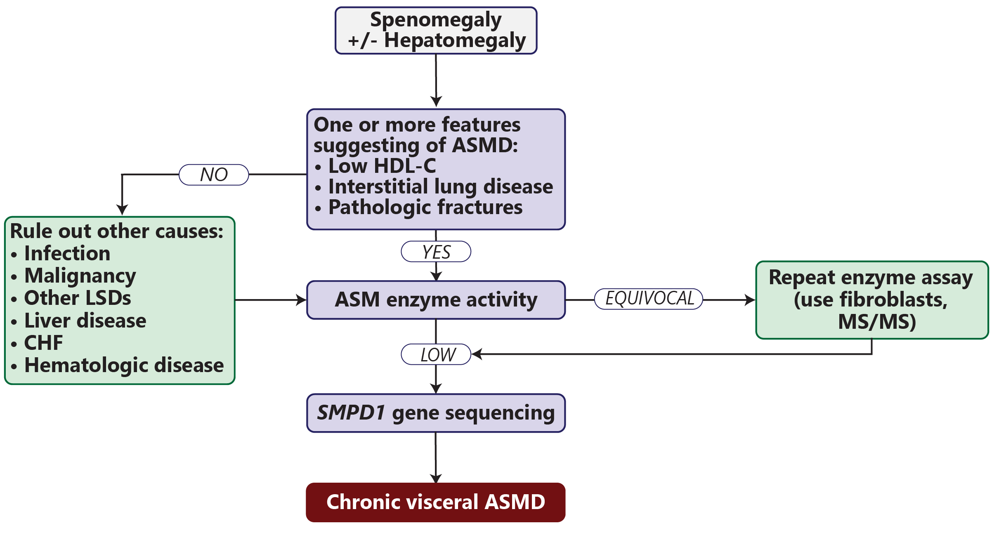 Spenomegaly
+/- Hepatomegaly
One or more features
suggesting of ASMD:
• Low HDL-C
• Interstitial lung disease
• Pathologic fractures
NO
Rule out other causes:
• Infection
• Malignancy
• Other LSDs
• Liver disease
• CHF
• Hematologic disease
YES
ASM enzyme activity
EQUIVOCAL
Repeat enzyme assay
(use fibroblasts,
MS/MS)
LOW
SMPD1 gene sequencing
Chronic visceral ASMD